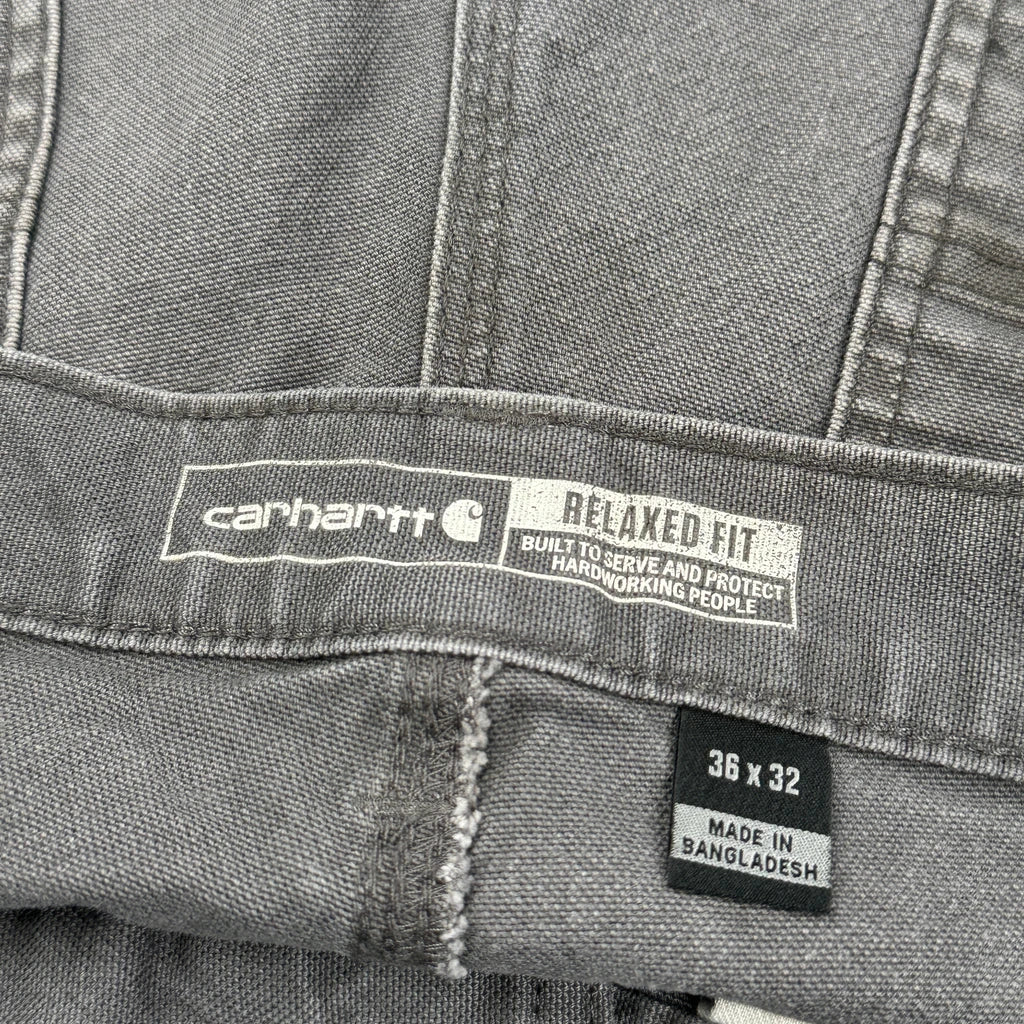 carhartt
RELAXED FIT
BUILT TO SERVE AND PROTECT
HARDWORKING PEOPLE
36 x 32
MADE IN
BANGLADESH